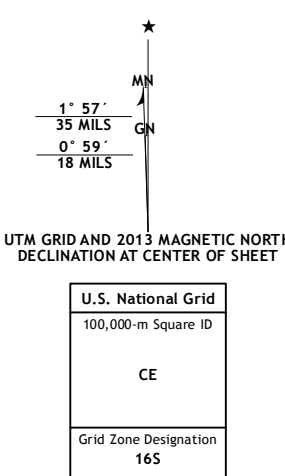 ★
MN
1° 57´
35 MILS
GN
0° 59´
18 MILS
UTM GRID AND 2013 MAGNETIC NORTH
DECLINATION AT CENTER OF SHEET
U.S. National Grid
100,000-m Square ID
CE
Grid Zone Designation
16S